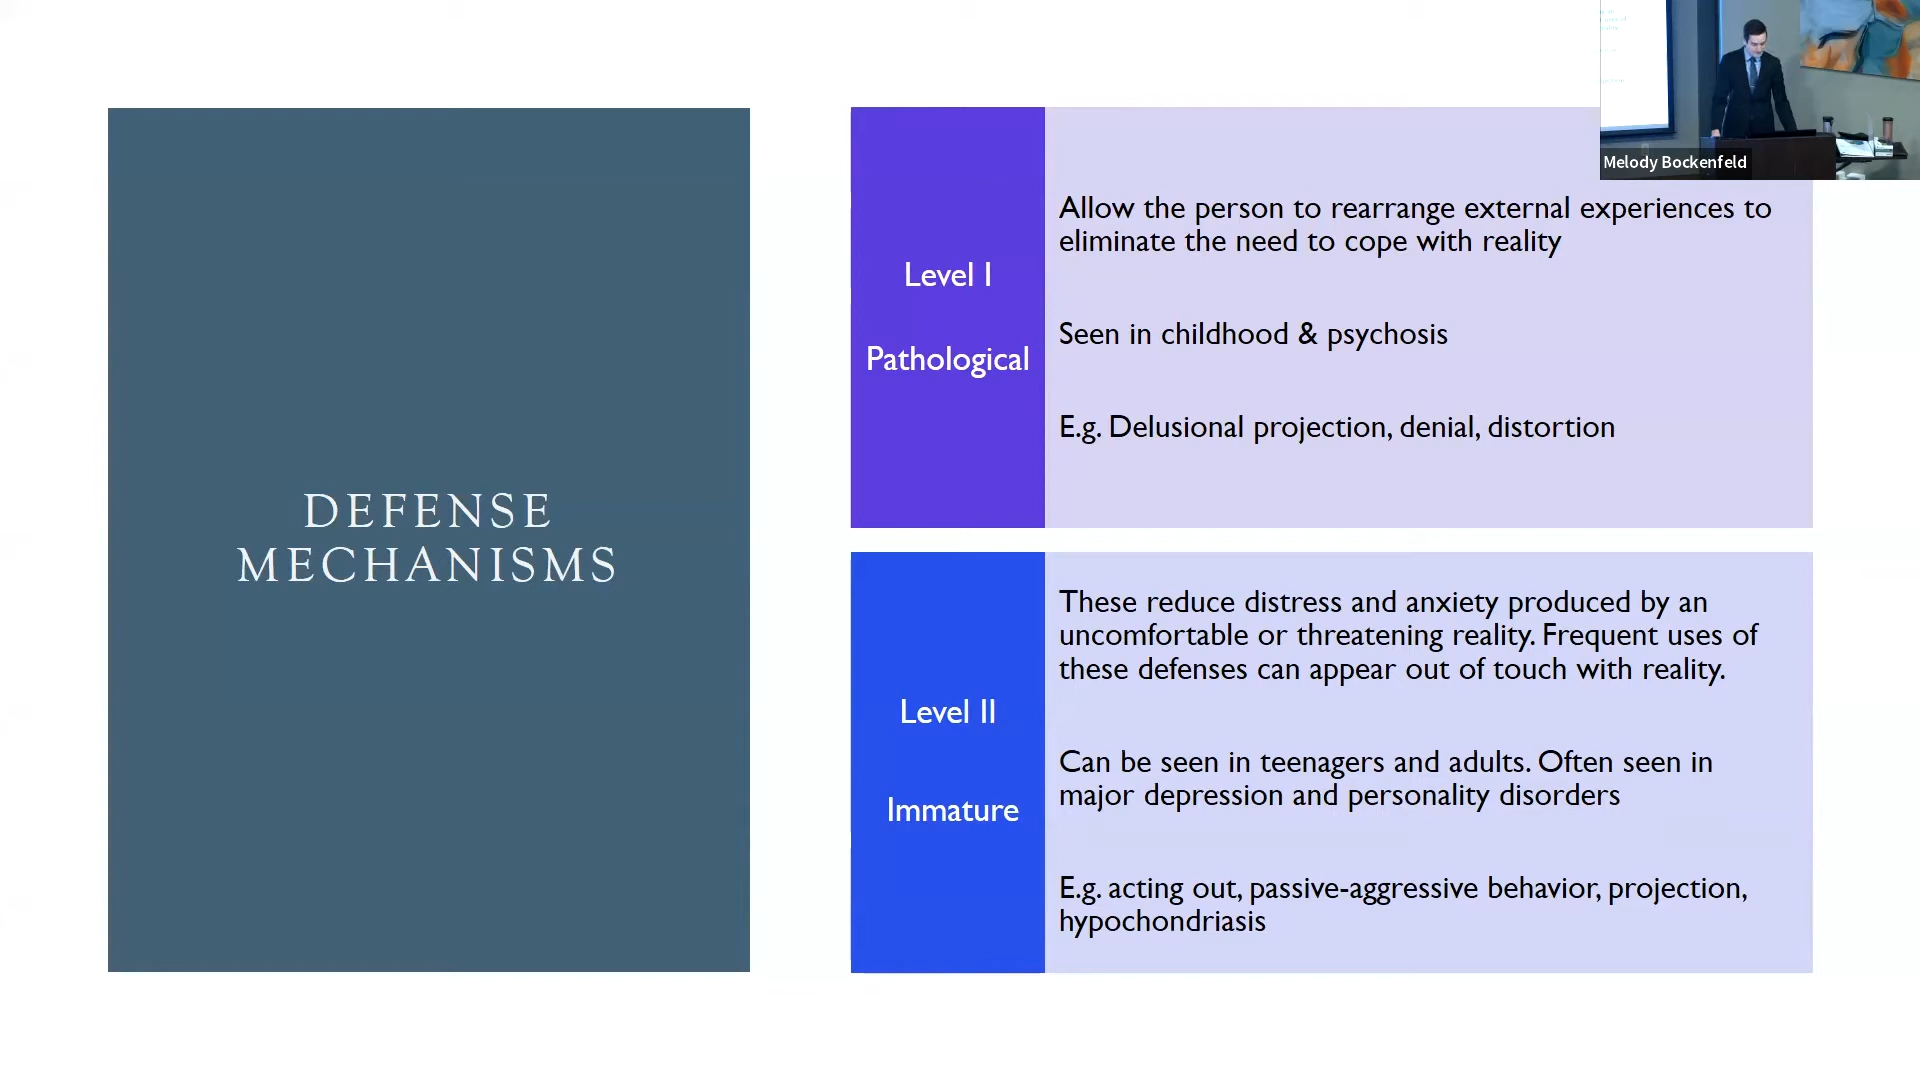 DEFENSE
MECHANISMS
Level I
Pathological
Allow the person to rearrange external experiences to
eliminate the need to cope with reality
Seen in childhood & psychosis
E.g. Delusional projection, denial, distortion
Level II
Immature
These reduce distress and anxiety produced by an
uncomfortable or threatening reality. Frequent uses of
these defenses can appear out of touch with reality.
Can be seen in teenagers and adults. Often seen in
major depression and personality disorders
E.g. acting out, passive-aggressive behavior, projection,
hypochondriasis
Melody Bockenfeld